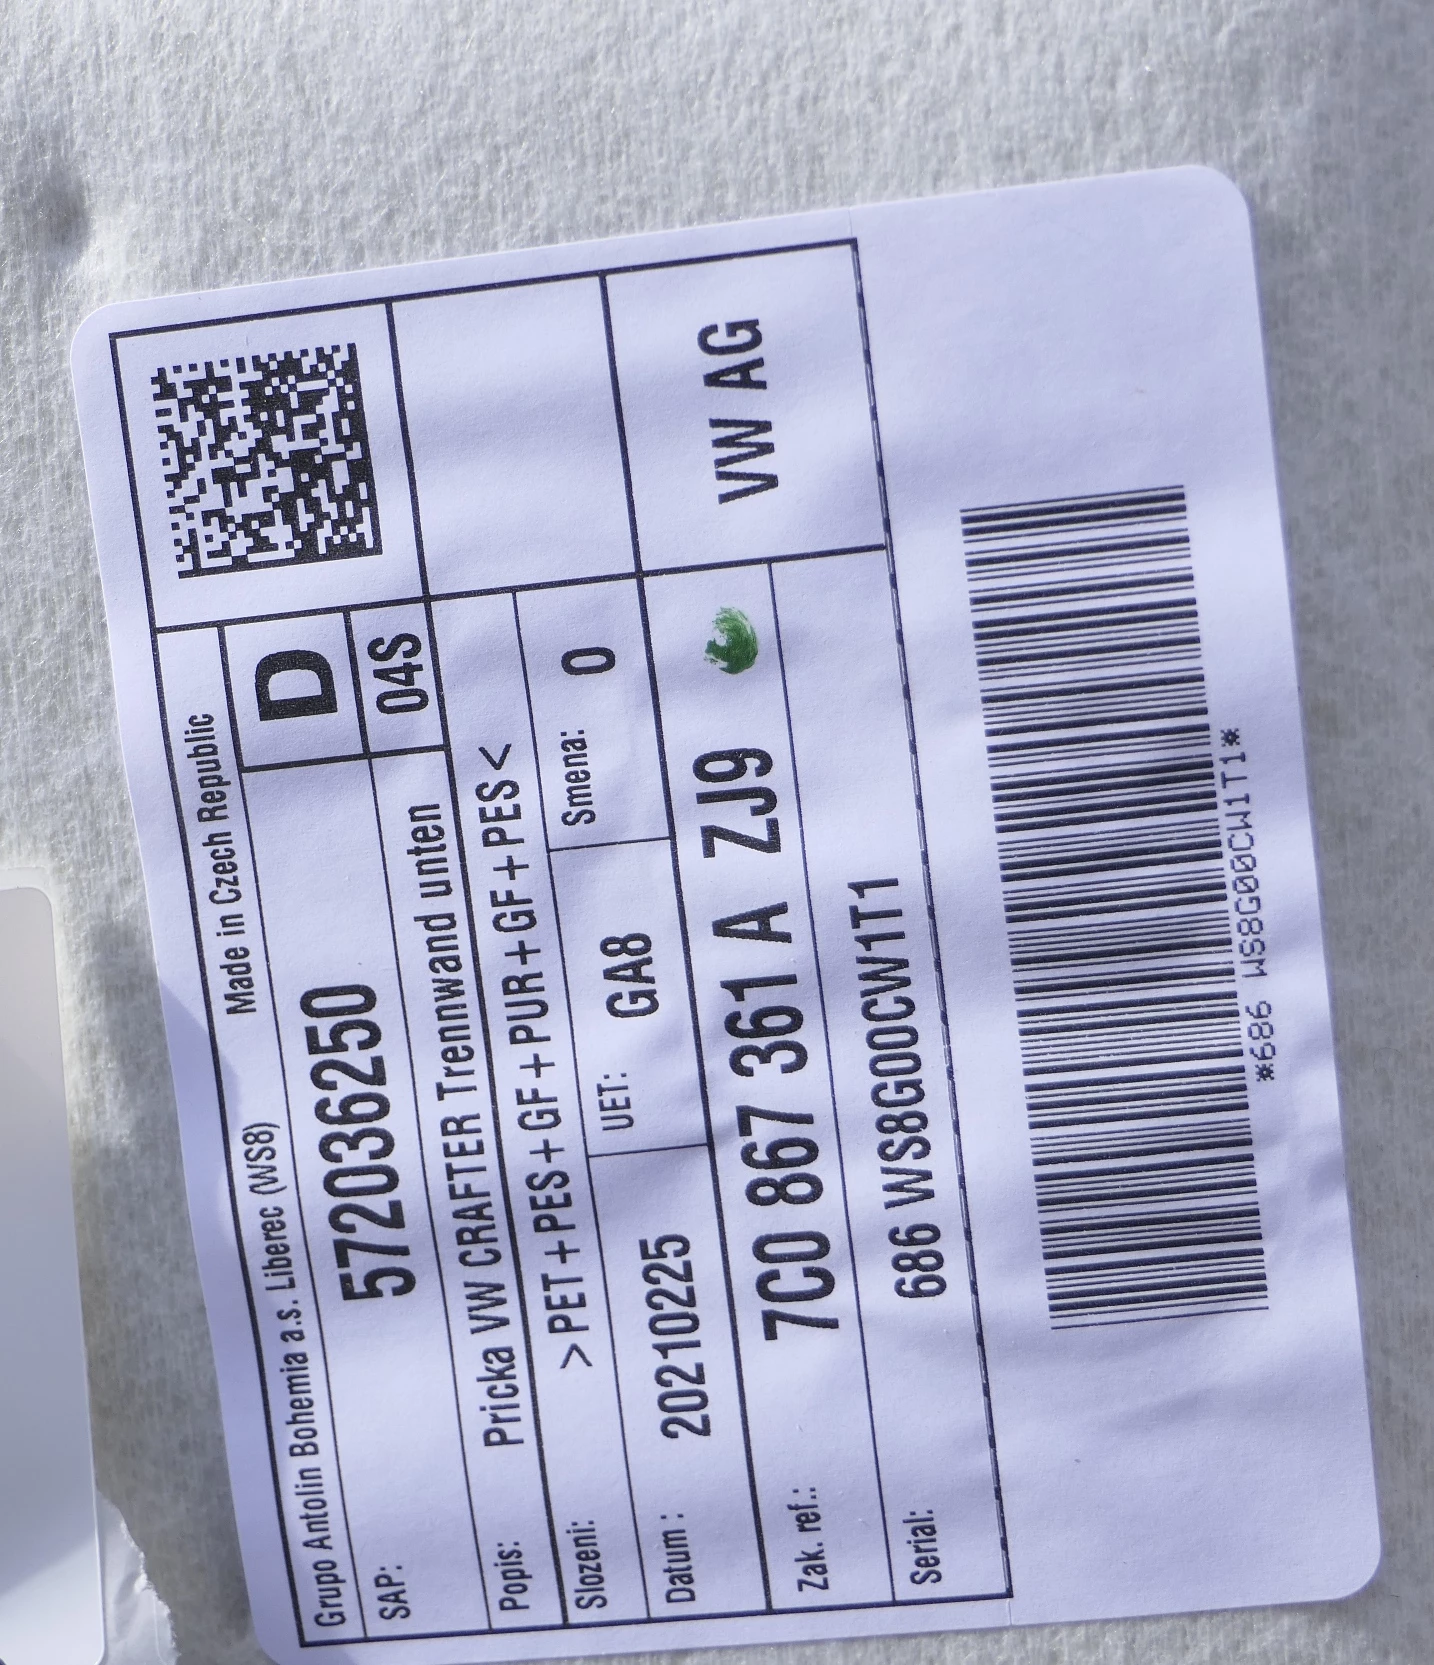 Grupo Antolin Bohemia a.s. Liberec (WS8) Made in Czech Republic
SAP: 572036250 D
04S
Popis: Pricka VW CRAFTER Trennwand unten
Slozeni: >PET+PES+GF+PUR+GF+PES<
Datum: 20210225 UET: GA8 Smena: 0
Zak. ref.: 7C0 867 361 A ZJ9 VW AG
Serial: 686 WS8G00CW1T1
*686 WS8G00CW1T1*